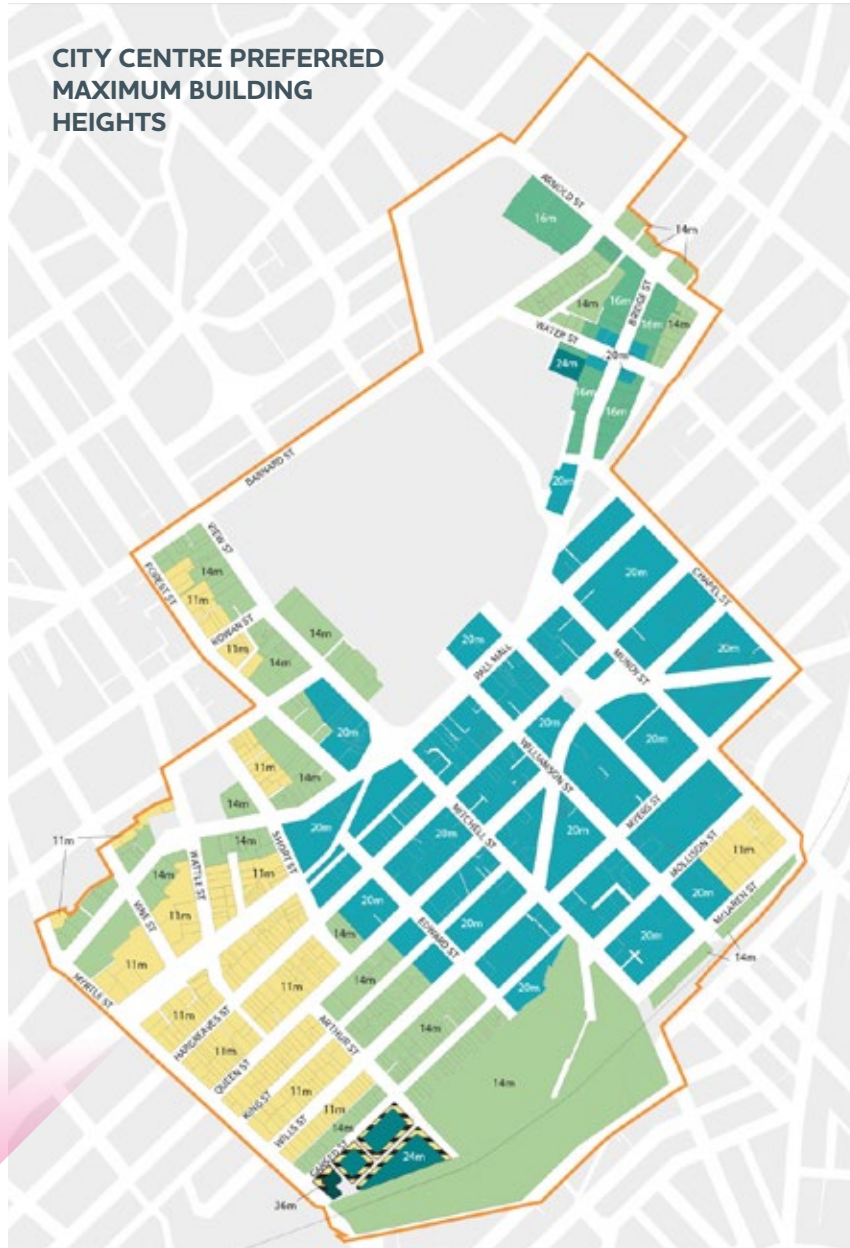 CITY CENTRE PREFERRED
MAXIMUM BUILDING
HEIGHTS
ARNOLD ST
16m
14m
14m
16m
BRIDGE ST
16m
14m
WATER ST
20m
24m
16m
16m
20m
BARNARD ST
VIEW ST
14m
FOREST ST
11m
ROWAN ST
11m
14m
14m
20m
CHAPEL ST
20m
20m
PALL MALL
MUNDY ST
20m
20m
20m
WILLIAMSON ST
11m
14m
14m
11m
14m
SHORT ST
20m
MITCHELL ST
20m
20m
MYERS ST
MOLLISON ST
11m
14m
WATTLE ST
11m
VINE ST
11m
20m
EDWARD ST
20m
20m
MCLAREN ST
20m
14m
11m
MYRTLE ST
14m
20m
14m
11m
11m
HARGREAVES ST
ARTHUR ST
14m
11m
QUEEN ST
14m
KING ST
11m
11m
WILLS ST
14m
GARSED ST
24m
36m